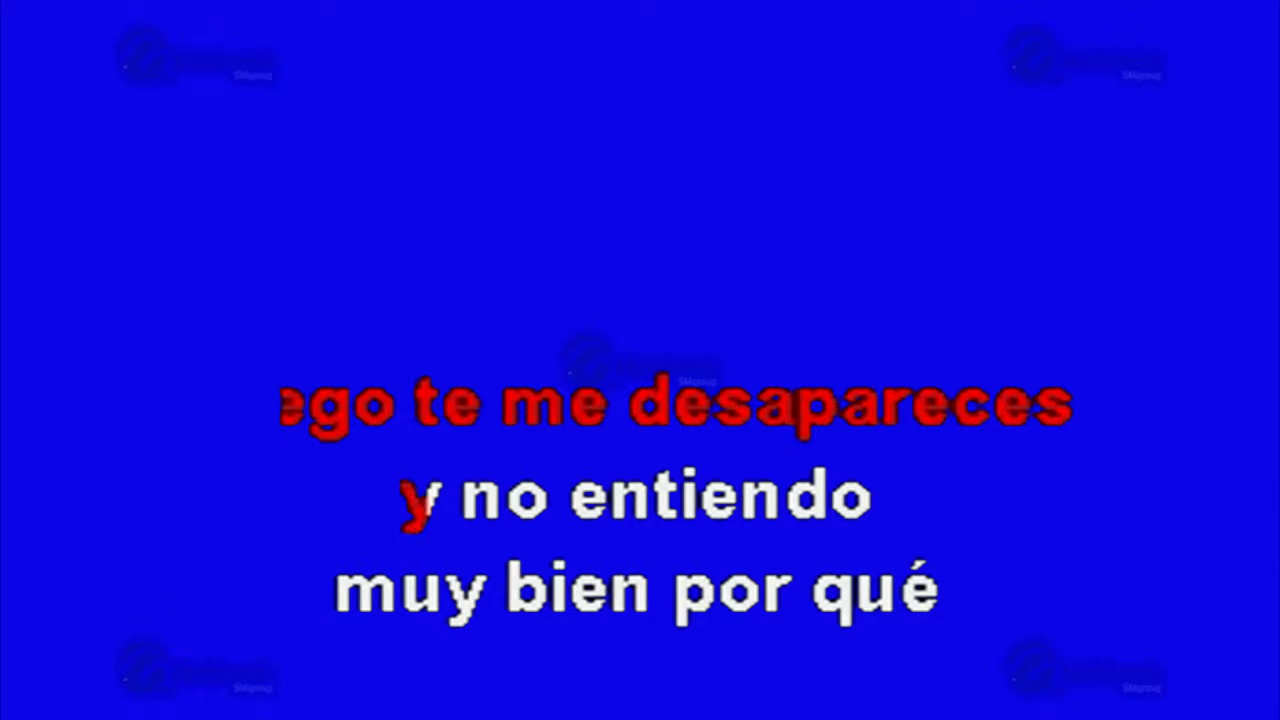 ego te me desapareces
y no entiendo
muy bien por qué